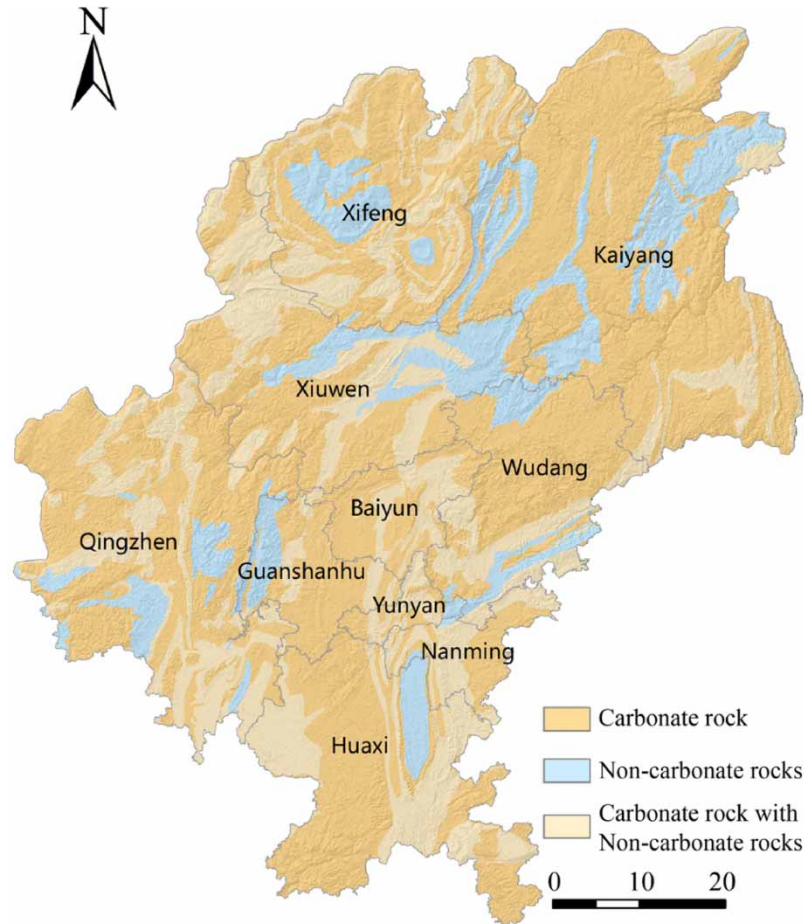 N
Xifeng
Kaiyang
Xiuwen
Wudang
Baiyun
Qingzhen
Guanshanhu
Yunyan
Nanming
Huaxi
Carbonate rock
Non-carbonate rocks
Carbonate rock with
Non-carbonate rocks
0 10 20